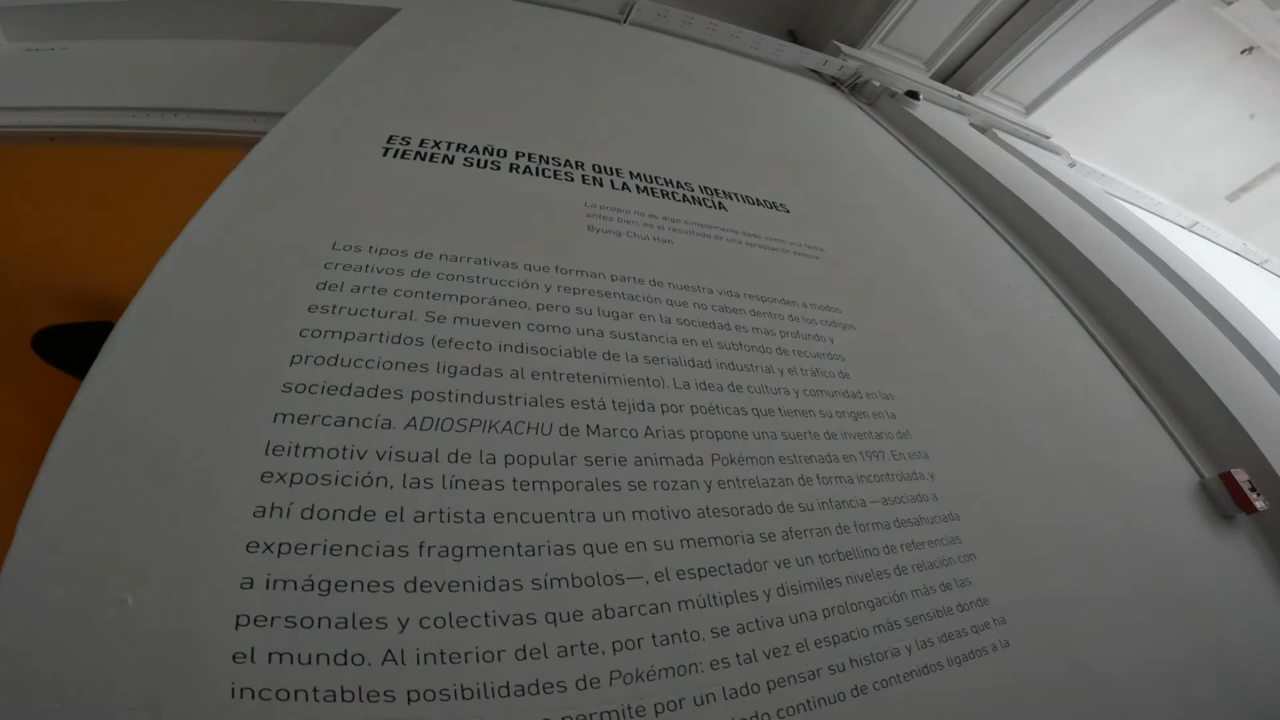 ES EXTRAÑO PENSAR QUE MUCHAS IDENTIDADES
TIENEN SUS RAÍCES EN LA MERCANCÍA
Lo propio no es algo simplemente dado, como una fecha,
antes bien, es el resultado de una apropiación exitosa.
Byung-Chul Han
Los tipos de narrativas que forman parte de nuestra vida responden a modos
creativos de construcción y representación que no caben dentro de los códigos
del arte contemporáneo, pero su lugar en la sociedad es más profundo y
estructural. Se mueven como una sustancia en el subfondo de recuerdos
compartidos (efecto indisociable de la serialidad industrial y el tráfico de
producciones ligadas al entretenimiento). La idea de cultura y comunidad en las
sociedades postindustriales está tejida por poéticas que tienen su origen en la
mercancía. ADIOSPIKACHU de Marco Arias propone una suerte de inventario del
leitmotiv visual de la popular serie animada Pokémon estrenada en 1997. En esta
exposición, las líneas temporales se rozan y entrelazan de forma incontrolada, y
ahí donde el artista encuentra un motivo atesorado de su infancia —asociado a
experiencias fragmentarias que en su memoria se aferran de forma desahuciada
a imágenes devenidas símbolos—, el espectador ve un torbellino de referencias
personales y colectivas que abarcan múltiples y disímiles niveles de relación con
el mundo. Al interior del arte, por tanto, se activa una prolongación más de las
incontables posibilidades de Pokémon: es tal vez el espacio más sensible donde
permite por un lado pensar su historia y las ideas que ha
continuo de contenidos ligados a la